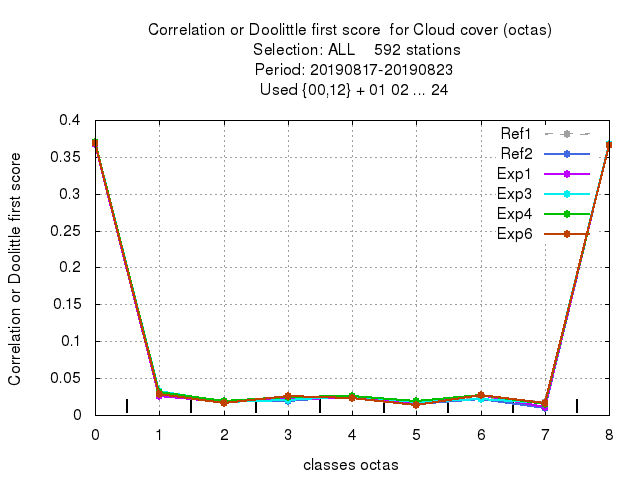 Correlation or Doolittle first score  for Cloud cover (octas)
Selection: ALL    592 stations
Period: 20190817-20190823
Used {00,12} + 01 02 ... 24
Correlation or Doolittle first score
0.4
0.35
0.3
0.25
0.2
0.15
0.1
0.05
0
Ref1
Ref2
Exp1
Exp3
Exp4
Exp6
0 1 2 3 4 5 6 7 8
classes octas